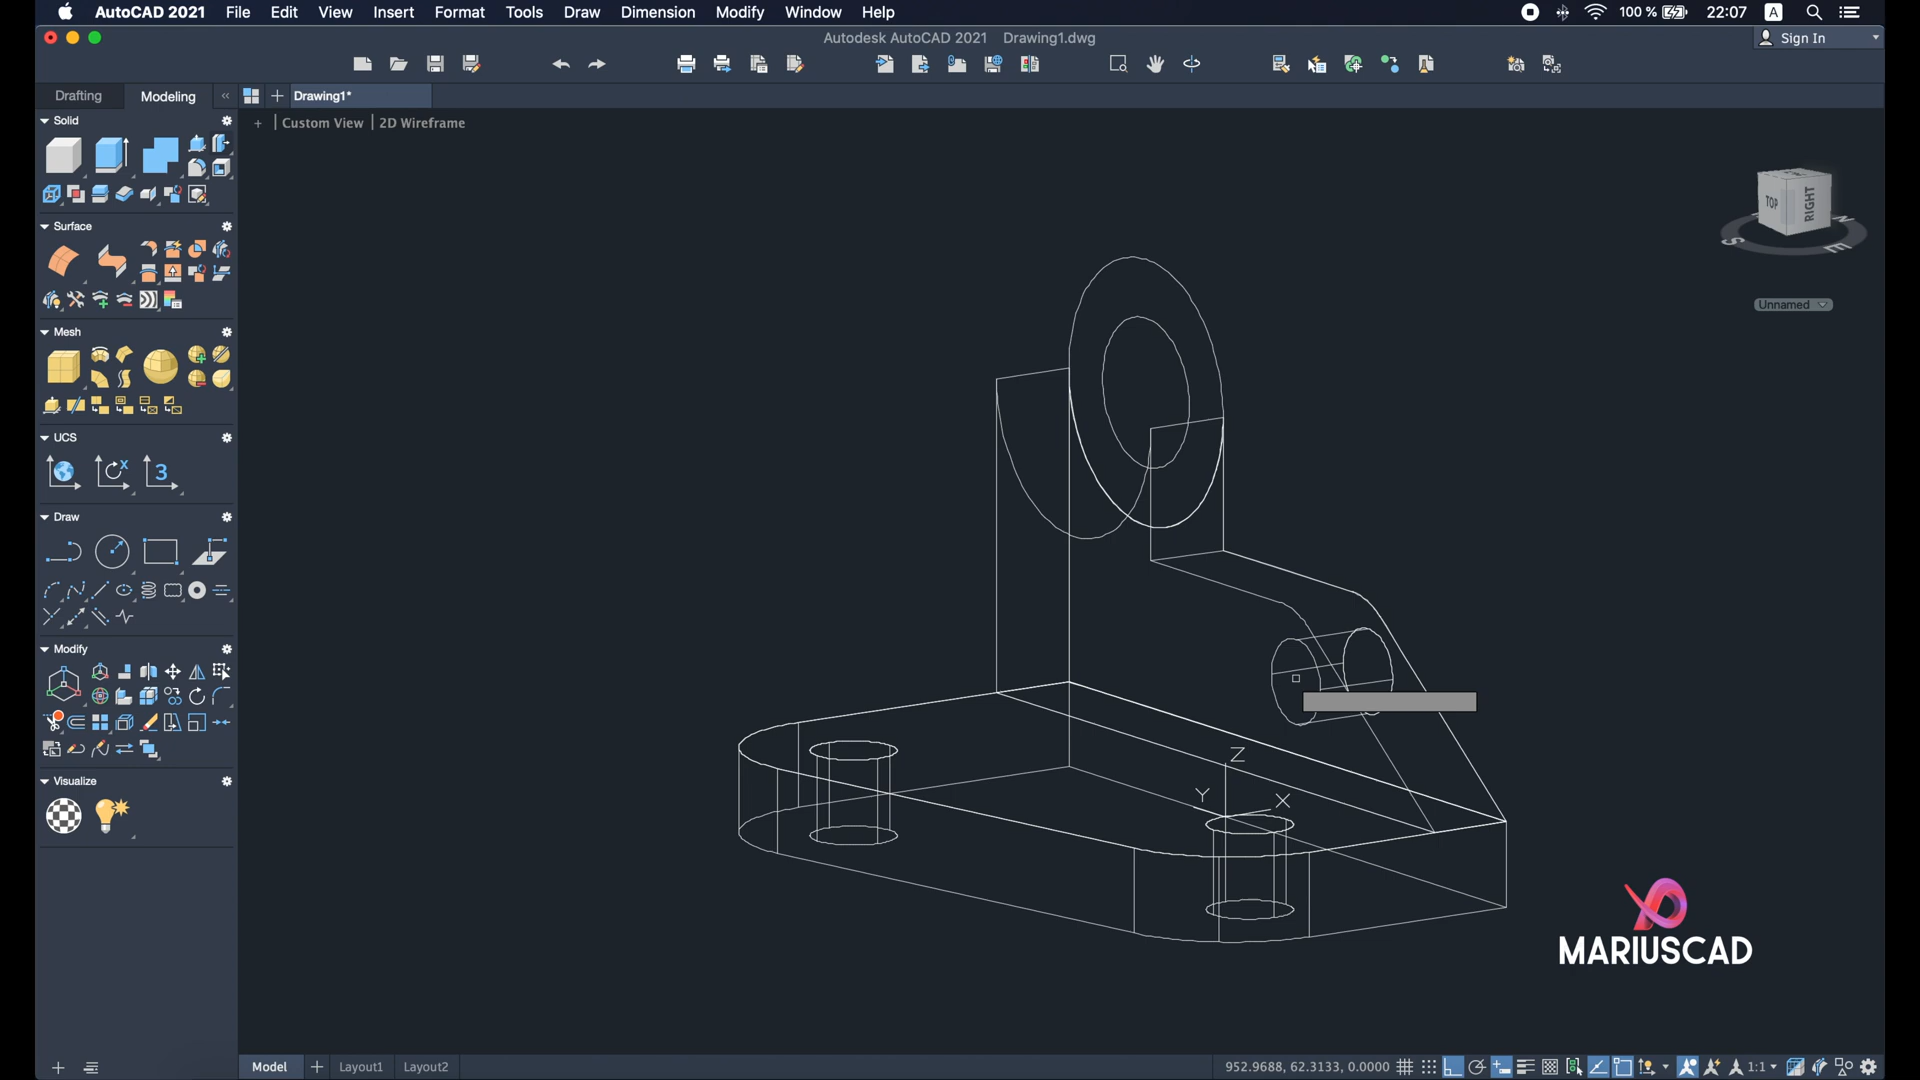 AutoCAD 2021 File Edit View Insert Format Tools Draw Dimension Modify Window Help 100 % 22:07 A
Autodesk AutoCAD 2021 Drawing1.dwg
Sign In
Drafting Modeling Drawing1*
+ Custom View 2D Wireframe
Solid
Surface
Mesh
UCS
X
3
Draw
Modify
Visualize
TOP RIGHT
S E N
Unnamed
Z
Y X
MARIUSCAD
Model Layout1 Layout2
952.9688, 62.3133, 0.0000 1:1